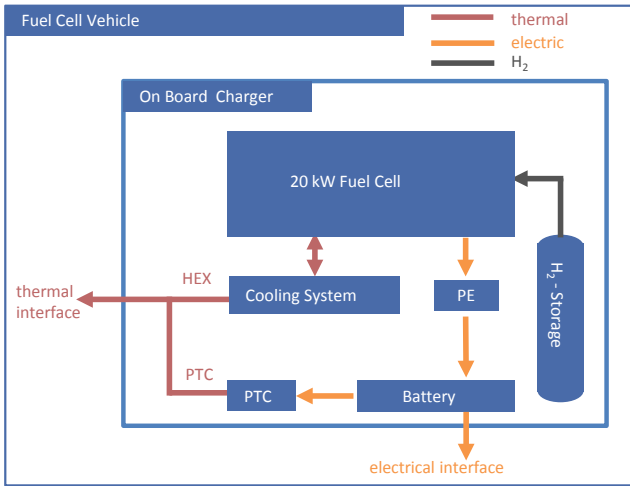 Fuel Cell Vehicle
thermal
electric
H₂
On Board Charger
20 kW Fuel Cell
HEX
thermal
interface
Cooling System
PE
H₂ - Storage
PTC
PTC
Battery
electrical interface